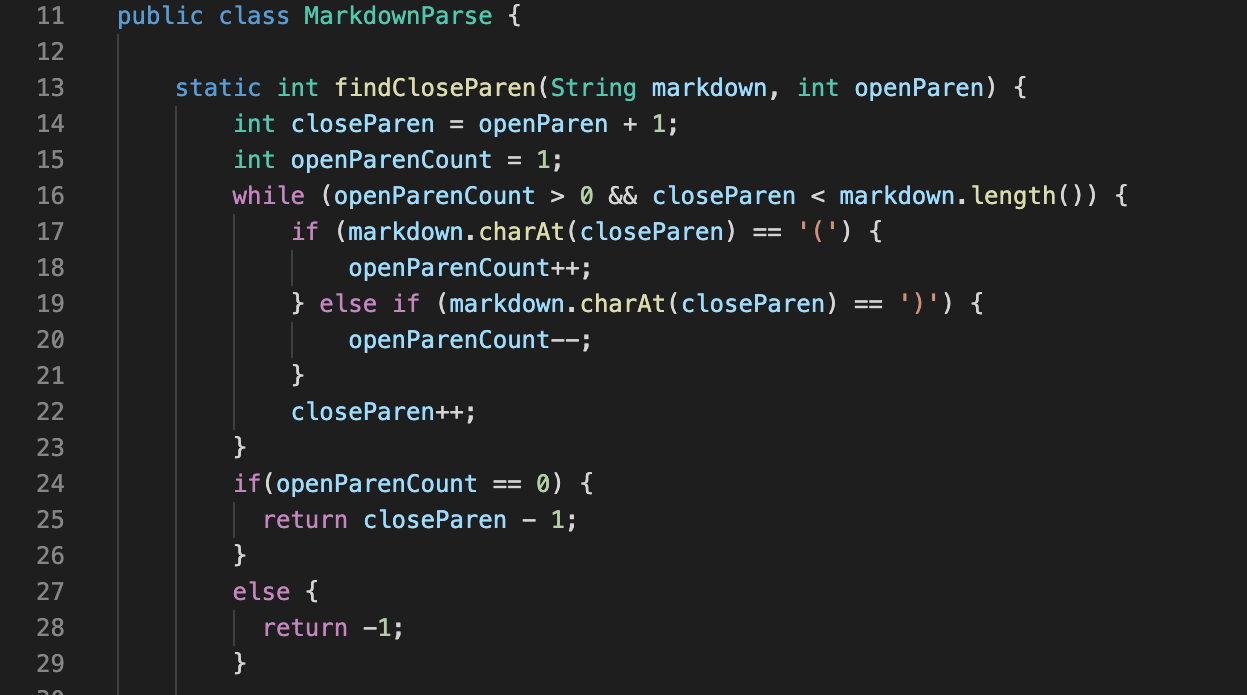 11 public class MarkdownParse {
12
13 static int findCloseParen(String markdown, int openParen) {
14 int closeParen = openParen + 1;
15 int openParenCount = 1;
16 while (openParenCount > 0 && closeParen < markdown.length()) {
17 if (markdown.charAt(closeParen) == '(') {
18 openParenCount++;
19 } else if (markdown.charAt(closeParen) == ')') {
20 openParenCount--;
21 }
22 closeParen++;
23 }
24 if(openParenCount == 0) {
25 return closeParen - 1;
26 }
27 else {
28 return -1;
29 }